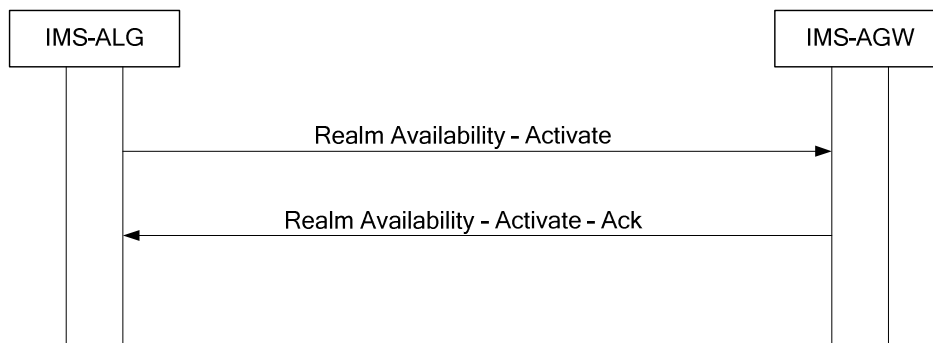 IMS-ALG
IMS-AGW
Realm Availability - Activate
Realm Availability - Activate - Ack